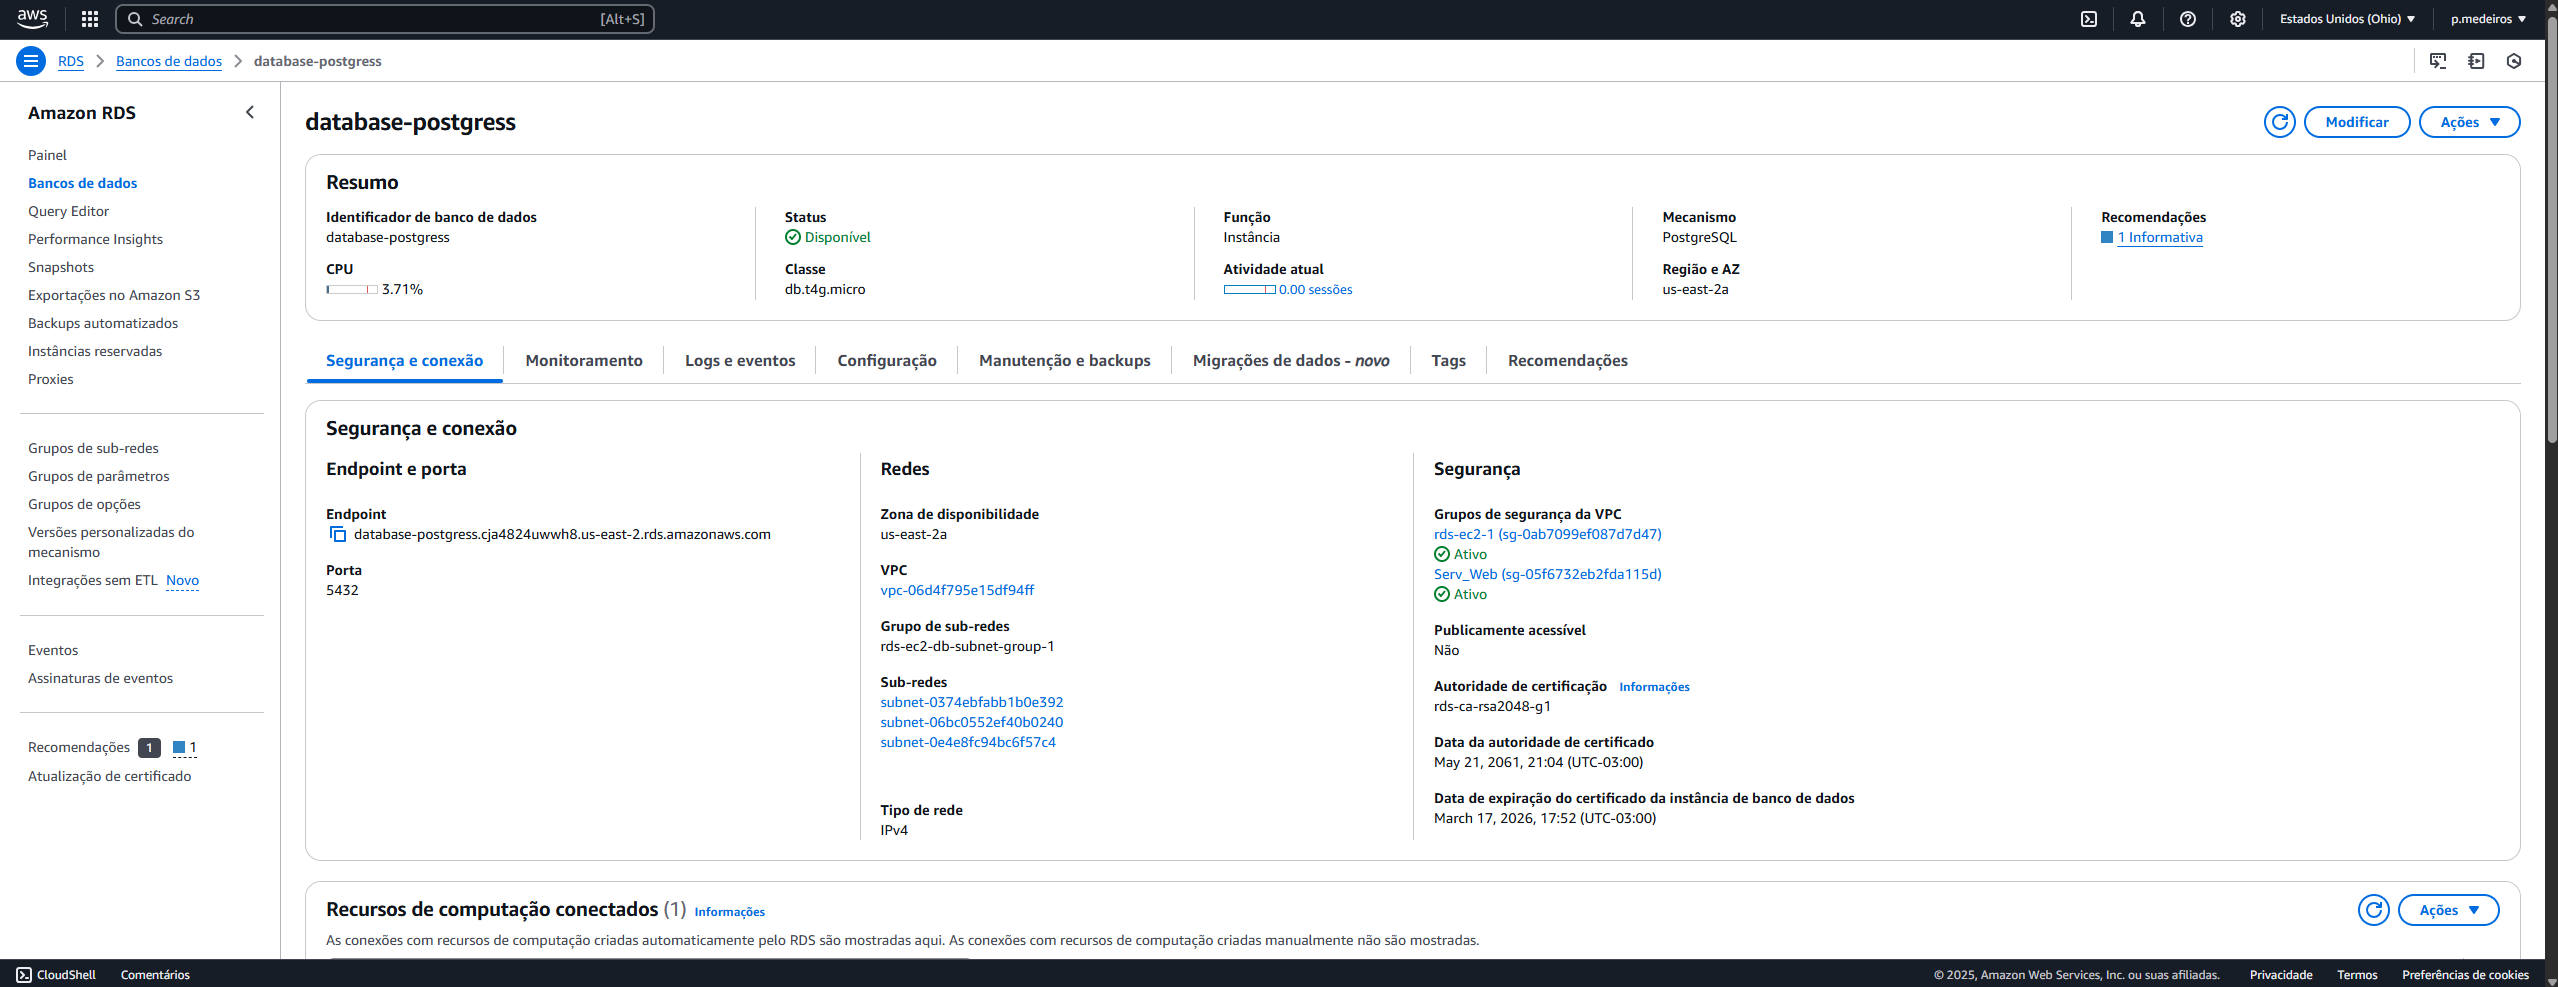 aws
Search [Alt+S]
Estados Unidos (Ohio)
p.medeiros
RDS
Bancos de dados
database-postgress
Amazon RDS
Painel
Bancos de dados
Query Editor
Performance Insights
Snapshots
Exportações no Amazon S3
Backups automatizados
Instâncias reservadas
Proxies
Grupos de sub-redes
Grupos de parâmetros
Grupos de opções
Versões personalizadas do
mecanismo
Integrações sem ETL Novo
Eventos
Assinaturas de eventos
Recomendações 1 1
Atualização de certificado
database-postgress
Modificar
Ações
Resumo
Identificador de banco de dados
database-postgress
CPU
3.71%
Status
Disponível
Classe
db.t4g.micro
Função
Instância
Atividade atual
0.00 sessões
Mecanismo
PostgreSQL
Região e AZ
us-east-2a
Recomendações
1 Informativa
Segurança e conexão
Monitoramento
Logs e eventos
Configuração
Manutenção e backups
Migrações de dados - novo
Tags
Recomendações
Segurança e conexão
Endpoint e porta
Endpoint
database-postgress.cja4824uwwh8.us-east-2.rds.amazonaws.com
Porta
5432
Redes
Zona de disponibilidade
us-east-2a
VPC
vpc-06d4f795e15df94ff
Grupo de sub-redes
rds-ec2-db-subnet-group-1
Sub-redes
subnet-0374ebfabb1b0e392
subnet-06bc0552ef40b0240
subnet-0e4e8fc94bc6f57c4
Tipo de rede
IPv4
Segurança
Grupos de segurança da VPC
rds-ec2-1 (sg-0ab7099ef087d7d47)
Ativo
Serv_Web (sg-05f6732eb2fda115d)
Ativo
Publicamente acessível
Não
Autoridade de certificação Informações
rds-ca-rsa2048-g1
Data da autoridade de certificado
May 21, 2061, 21:04 (UTC-03:00)
Data de expiração do certificado da instância de banco de dados
March 17, 2026, 17:52 (UTC-03:00)
Recursos de computação conectados (1) Informações
Ações
As conexões com recursos de computação criadas automaticamente pelo RDS são mostradas aqui. As conexões com recursos de computação criadas manualmente não são mostradas.
CloudShell
Comentários
© 2025, Amazon Web Services, Inc. ou suas afiliadas.
Privacidade
Termos
Preferências de cookies